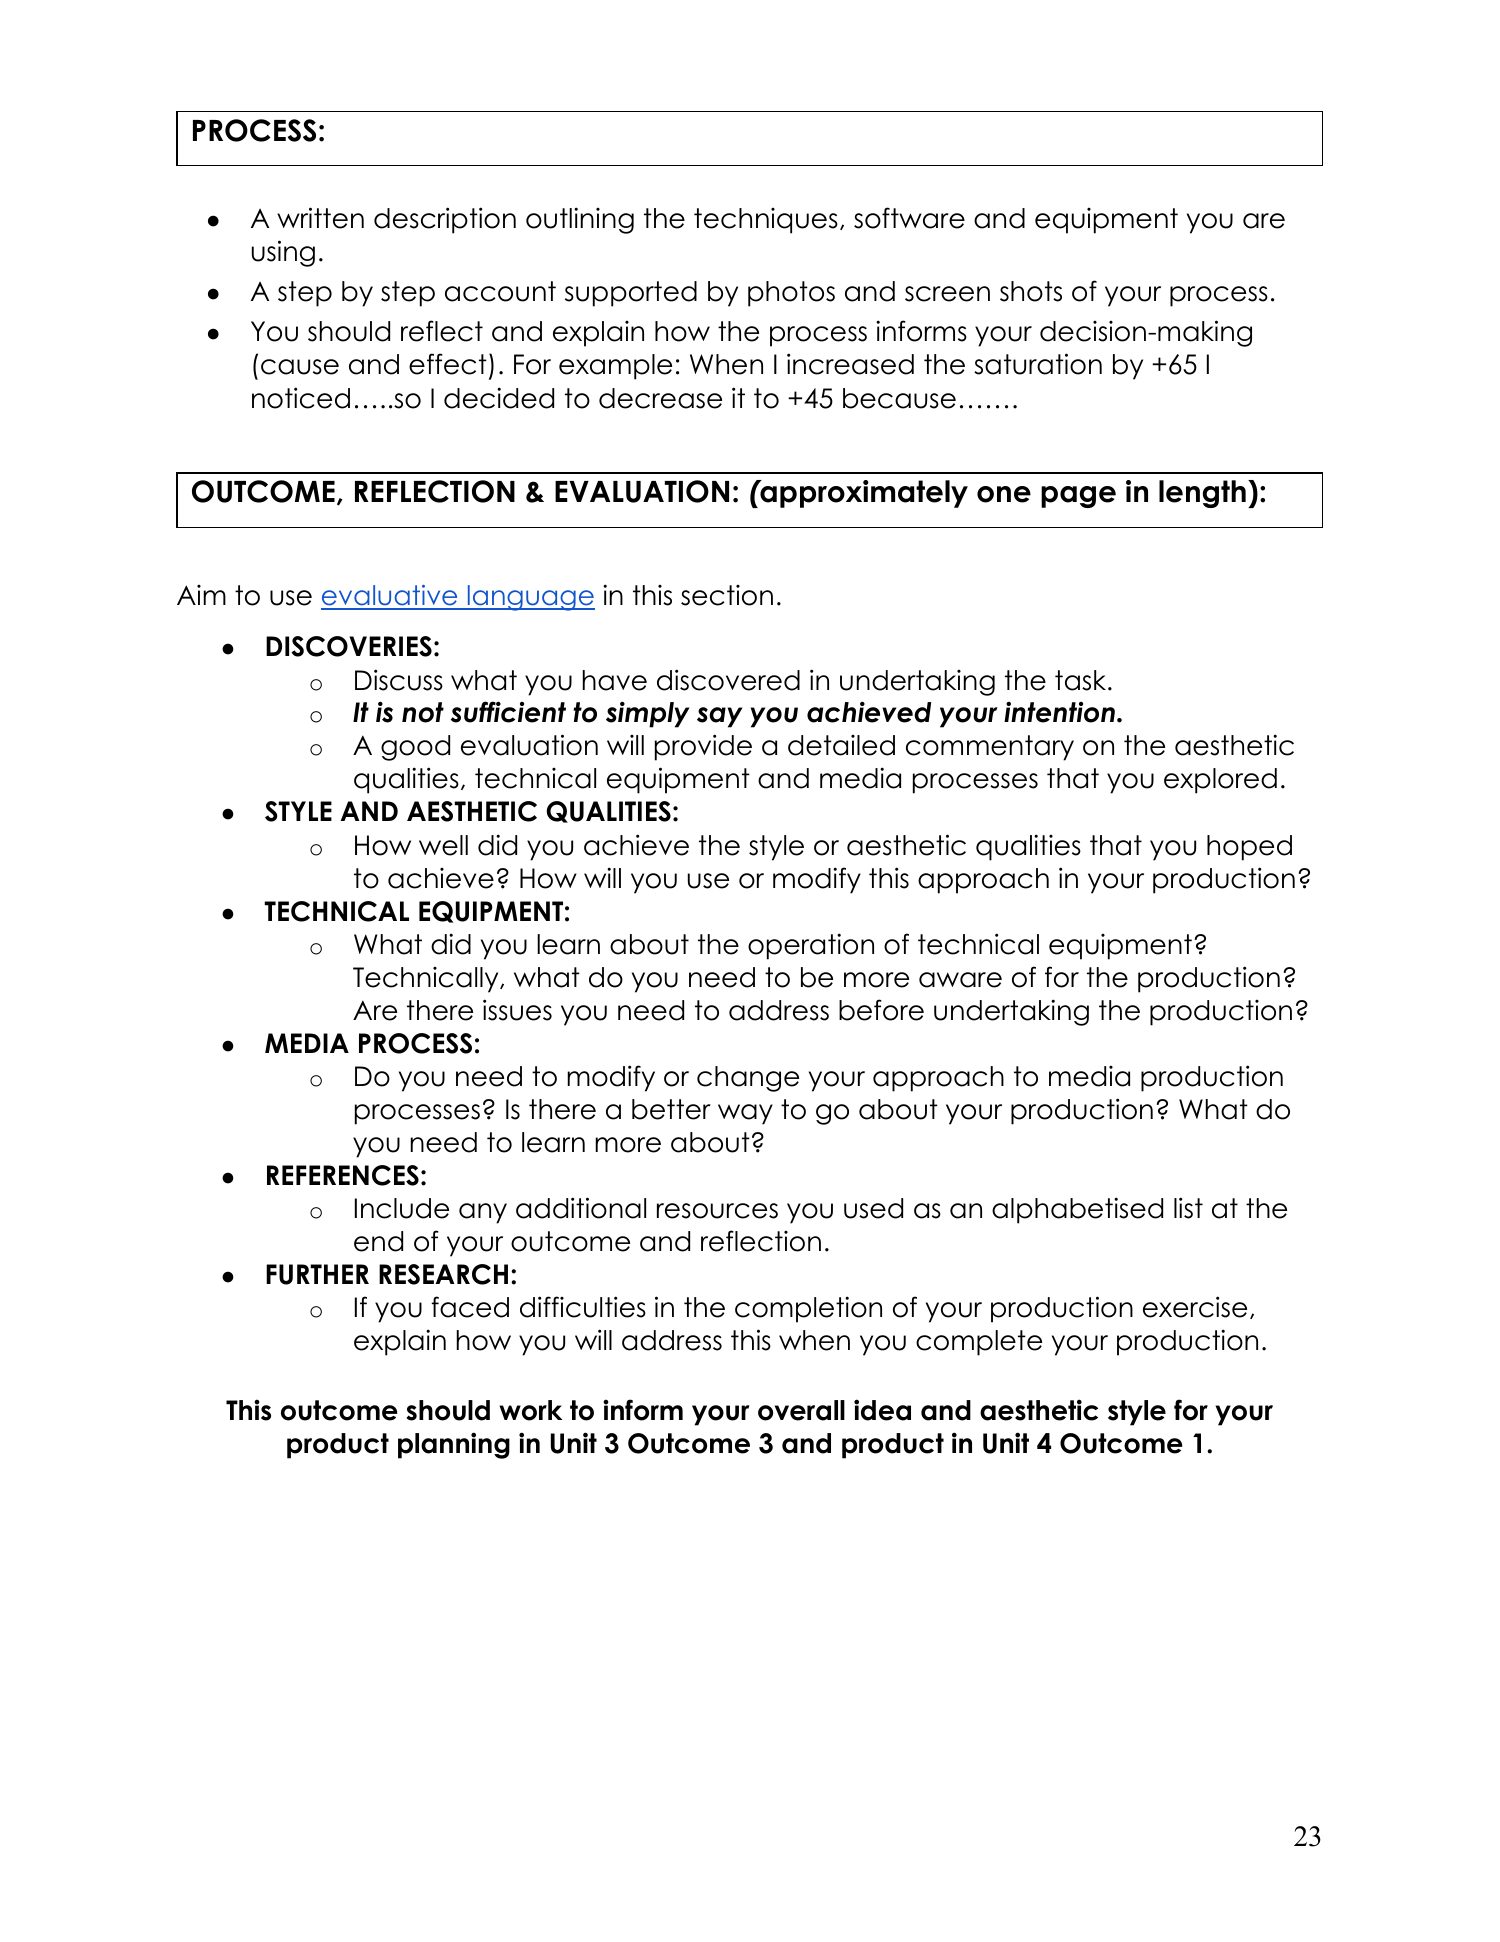 PROCESS:
● A written description outlining the techniques, software and equipment you are
using.
● A step by step account supported by photos and screen shots of your process.
● You should reflect and explain how the process informs your decision-making
(cause and effect). For example: When I increased the saturation by +65 I
noticed…..so I decided to decrease it to +45 because…….
OUTCOME, REFLECTION & EVALUATION: (approximately one page in length):
Aim to use evaluative language in this section.
● DISCOVERIES:
o Discuss what you have discovered in undertaking the task.
o It is not sufficient to simply say you achieved your intention.
o A good evaluation will provide a detailed commentary on the aesthetic
qualities, technical equipment and media processes that you explored.
● STYLE AND AESTHETIC QUALITIES:
o How well did you achieve the style or aesthetic qualities that you hoped
to achieve? How will you use or modify this approach in your production?
● TECHNICAL EQUIPMENT:
o What did you learn about the operation of technical equipment?
Technically, what do you need to be more aware of for the production?
Are there issues you need to address before undertaking the production?
● MEDIA PROCESS:
o Do you need to modify or change your approach to media production
processes? Is there a better way to go about your production? What do
you need to learn more about?
● REFERENCES:
o Include any additional resources you used as an alphabetised list at the
end of your outcome and reflection.
● FURTHER RESEARCH:
o If you faced difficulties in the completion of your production exercise,
explain how you will address this when you complete your production.
This outcome should work to inform your overall idea and aesthetic style for your
product planning in Unit 3 Outcome 3 and product in Unit 4 Outcome 1.
23